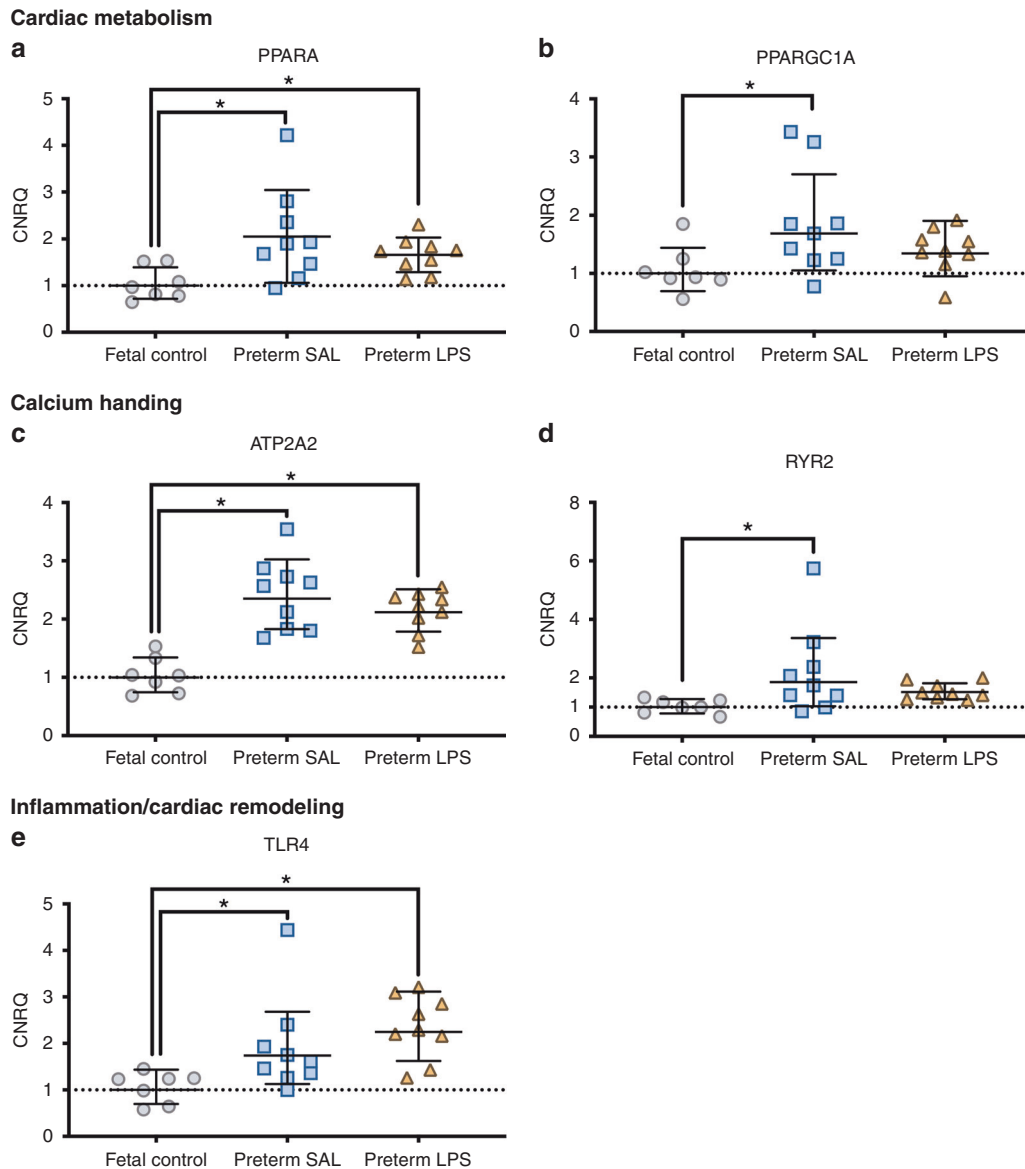 Cardiac metabolism
a
PPARA
*
*
5
4
3
2
1
0
CNRQ
Fetal control Preterm SAL Preterm LPS
b
PPARGC1A
*
4
3
2
1
0
CNRQ
Fetal control Preterm SAL Preterm LPS
Calcium handing
c
ATP2A2
*
*
4
3
2
1
0
CNRQ
Fetal control Preterm SAL Preterm LPS
d
RYR2
*
8
6
4
2
1
0
CNRQ
Fetal control Preterm SAL Preterm LPS
Inflammation/cardiac remodeling
e
TLR4
*
*
5
4
3
2
1
0
CNRQ
Fetal control Preterm SAL Preterm LPS